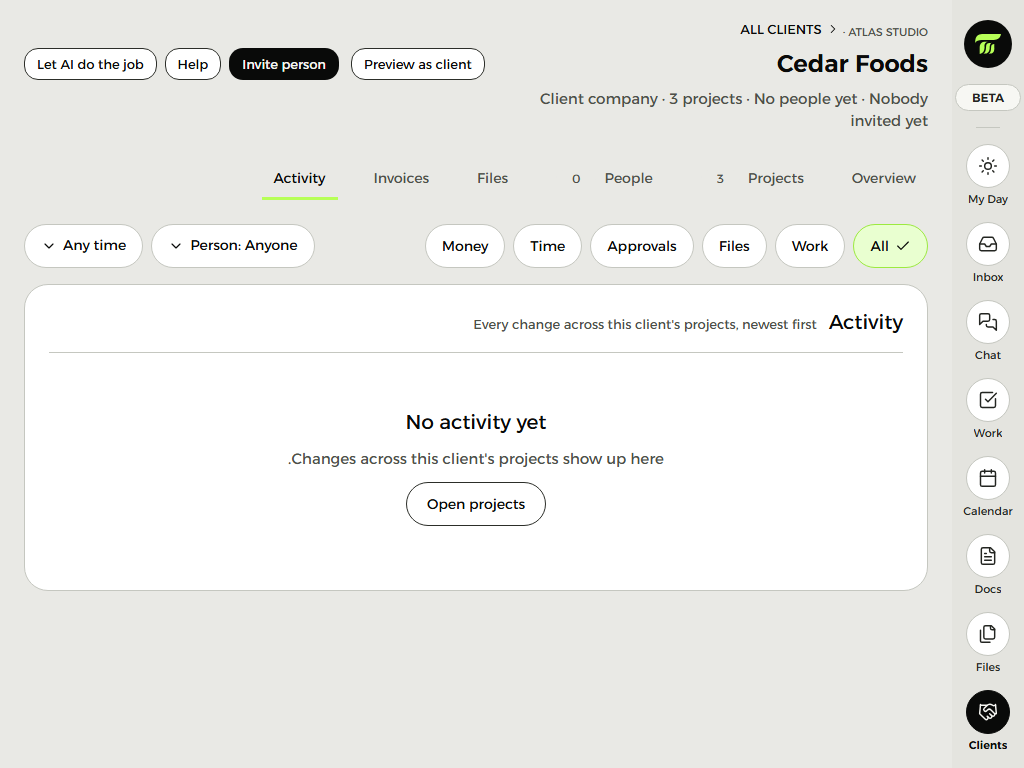 ALL CLIENTS · ATLAS STUDIO
Cedar Foods
Client company · 3 projects · No people yet · Nobody
invited yet
Preview as client
Invite person
Help
Let AI do the job
Overview
Projects 3
People 0
Files
Invoices
Activity
All
Work
Files
Approvals
Time
Money
Person: Anyone
Any time
Activity
Every change across this client's projects, newest first
No activity yet
.Changes across this client's projects show up here
Open projects
BETA
My Day
Inbox
Chat
Work
Calendar
Docs
Files
Clients